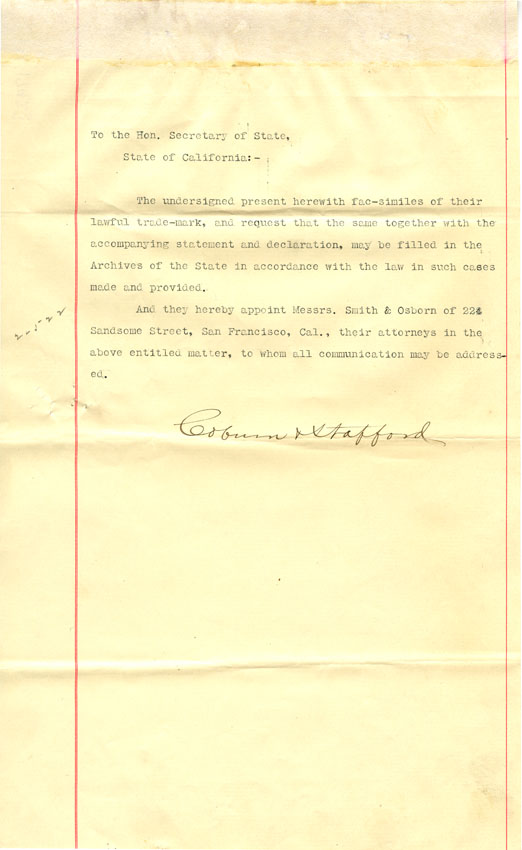 To the Hon. Secretary of State,
State of California:-
The undersigned present herewith fac-similes of their
lawful trade-mark, and request that the same together with the
accompanying statement and declaration, may be filled in the
Archives of the State in accordance with the law in such cases
made and provided.
And they hereby appoint Messrs. Smith & Osborn of 224
Sandsome Street, San Francisco, Cal., their attorneys in the
above entitled matter, to whom all communication may be address-
ed.
Coburn & Stafford